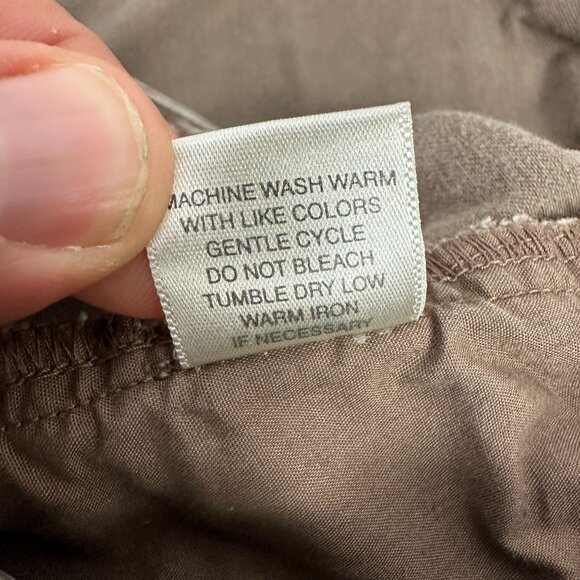 MACHINE WASH WARM
WITH LIKE COLORS
GENTLE CYCLE
DO NOT BLEACH
TUMBLE DRY LOW
WARM IRON
IF NECESSARY